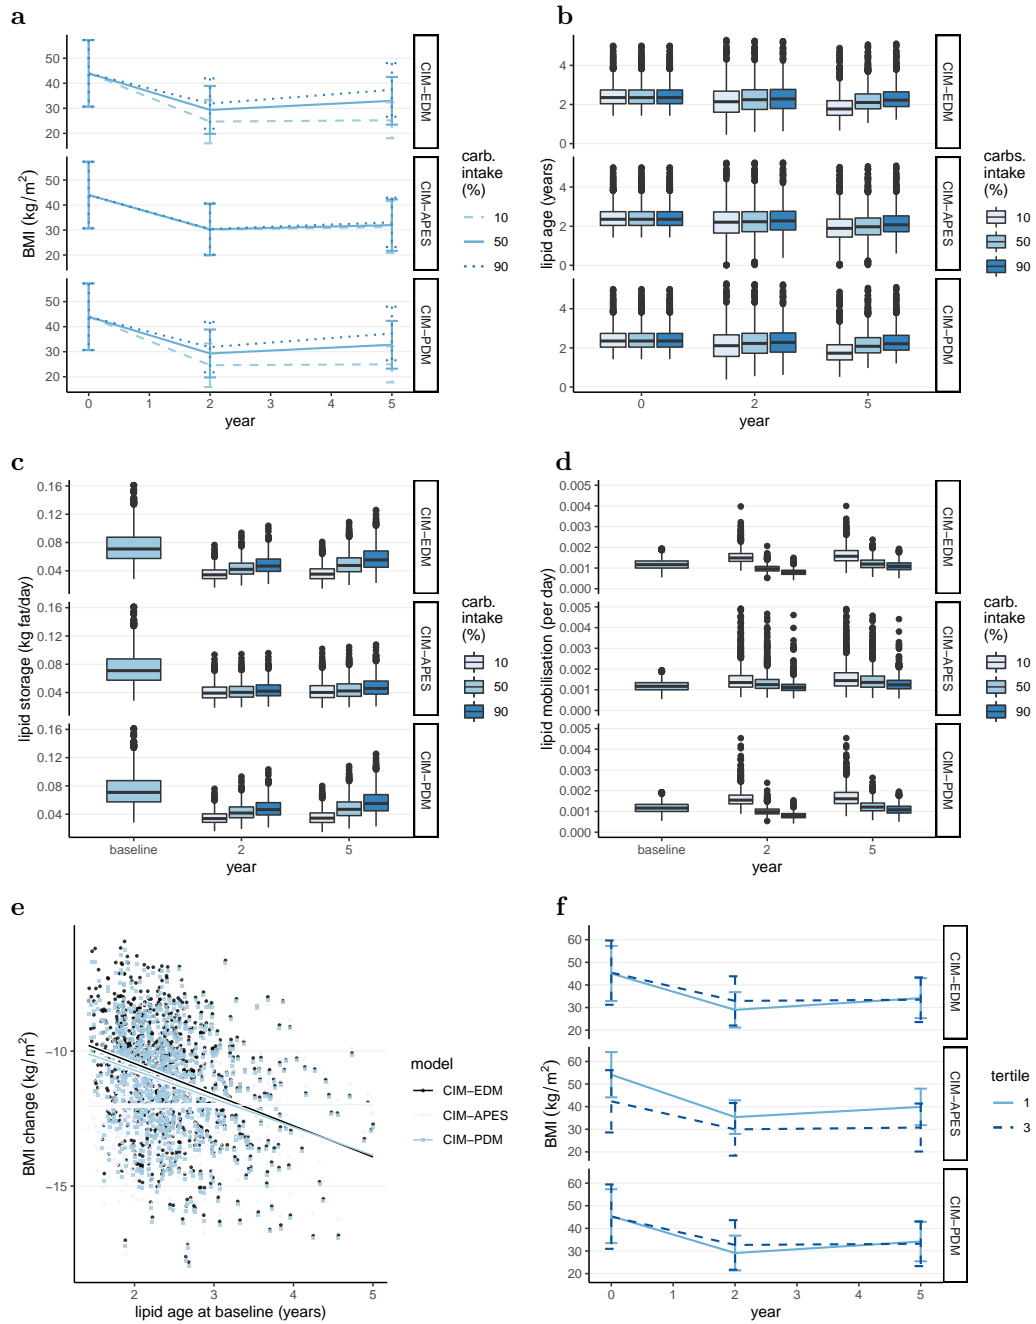 a
50
40
30
20
CIM−EDM
50
40
30
20
CIM−APES
50
40
30
20
CIM−PDM
BMI (kg/m²)
0 1 2 3 4 5
year
carb.
intake
(%)
10
50
90
b
4
2
0
CIM−EDM
4
2
0
CIM−APES
4
2
0
CIM−PDM
lipid age (years)
0 2 5
year
carbs.
intake
(%)
10
50
90
c
0.16
0.12
0.08
0.04
CIM−EDM
0.16
0.12
0.08
0.04
CIM−APES
0.16
0.12
0.08
0.04
CIM−PDM
lipid storage (kg fat/day)
baseline 2 5
year
carb.
intake
(%)
10
50
90
d
0.005
0.004
0.003
0.002
0.001
0.000
CIM−EDM
0.005
0.004
0.003
0.002
0.001
0.000
CIM−APES
0.005
0.004
0.003
0.002
0.001
0.000
CIM−PDM
lipid mobilisation (per day)
baseline 2 5
year
carb.
intake
(%)
10
50
90
e
−10
−15
BMI change (kg/m²)
2 3 4 5
lipid age at baseline (years)
model
CIM−EDM
CIM−APES
CIM−PDM
f
60
50
40
30
20
CIM−EDM
60
50
40
30
20
CIM−APES
60
50
40
30
20
CIM−PDM
BMI (kg/m²)
0 1 2 3 4 5
year
tertile
1
3